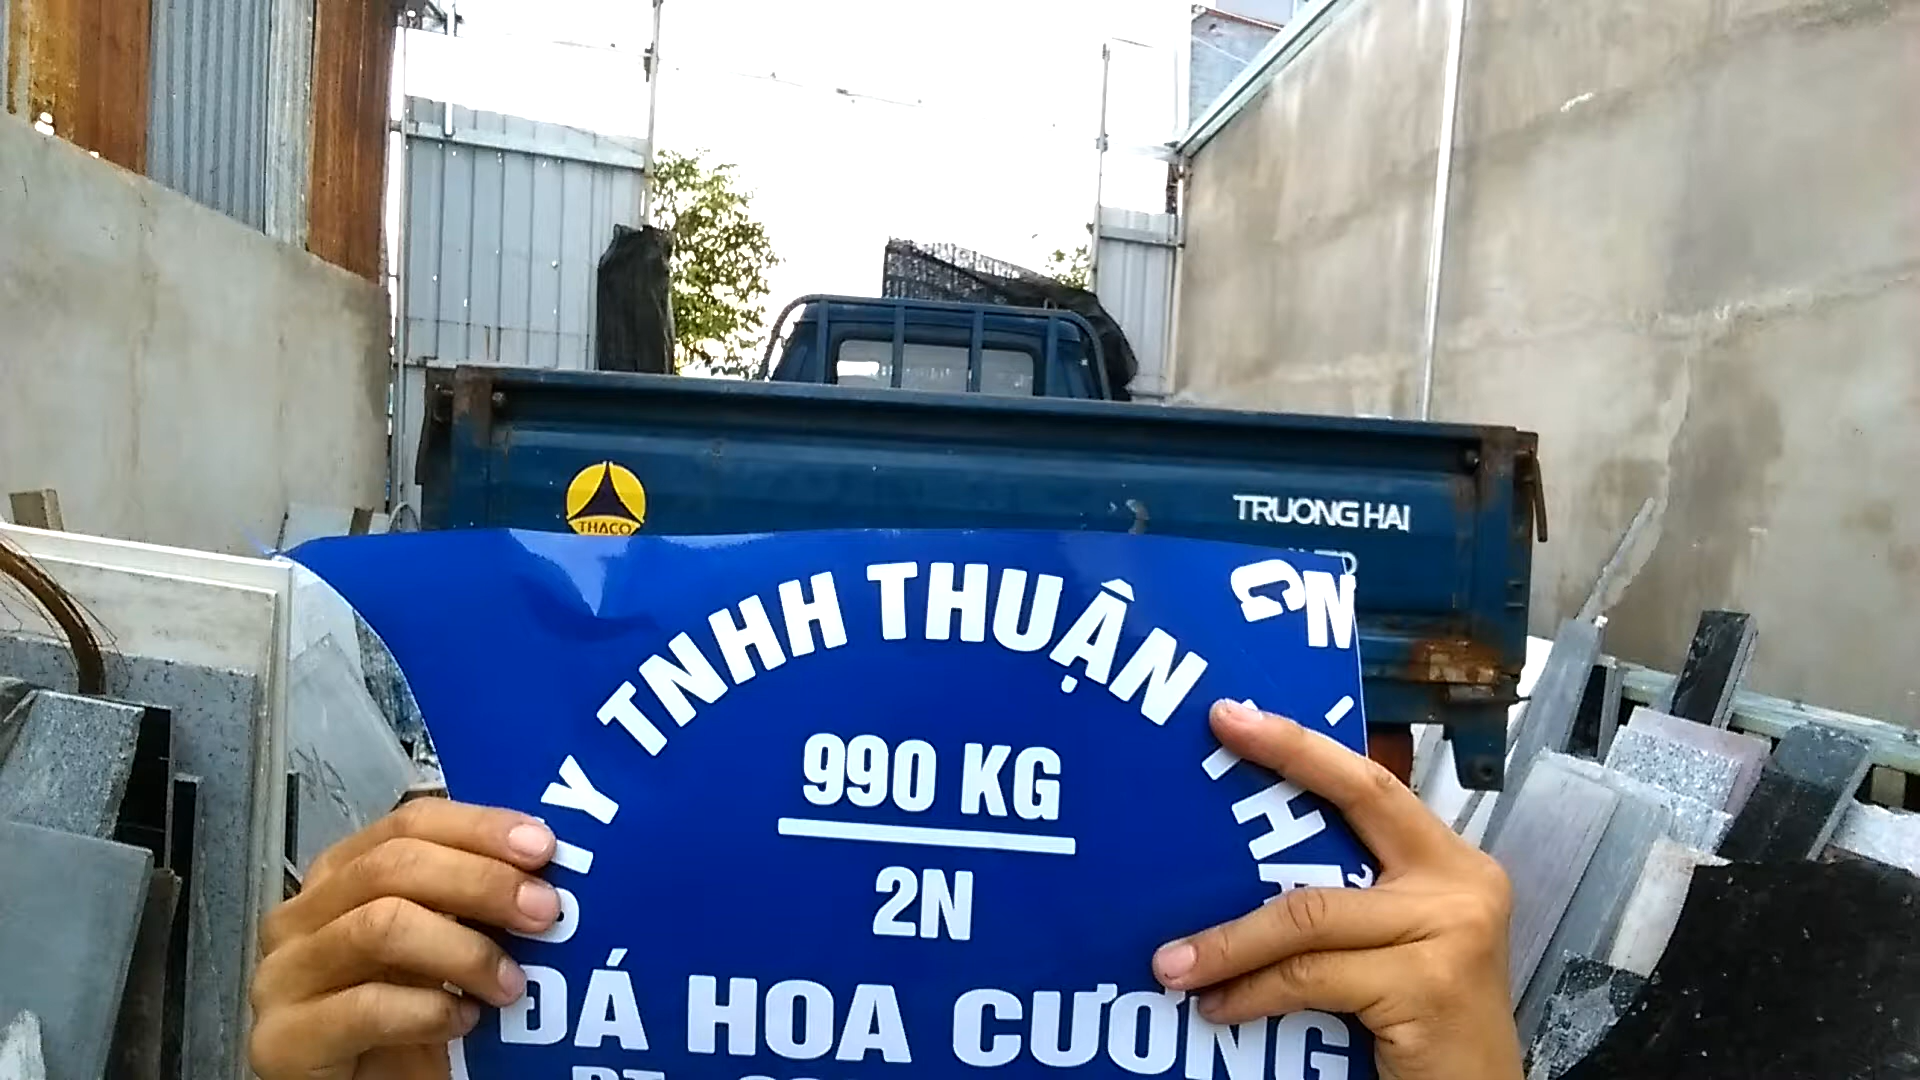 THACO
TRUONG HAI
TNHH THUẬN
990 KG
2N
ĐÁ HOA CƯƠNG